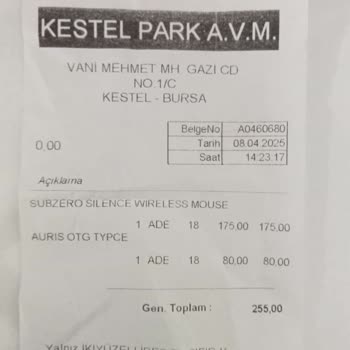 KESTEL PARK A.V.M.
VANİ MEHMET MH. GAZİ CD
NO:1/C
KESTEL - BURSA
BelgeNo A0460680
0,00 Tarih 08.04.2025
Saat 14:23:17
Açıklama
SUBZERO SILENCE WIRELESS MOUSE
1 ADE 18 175,00 175,00
AURIS OTG TYPCE
1 ADE 18 80,00 80,00
Gen. Toplam : 255,00
Yalnız